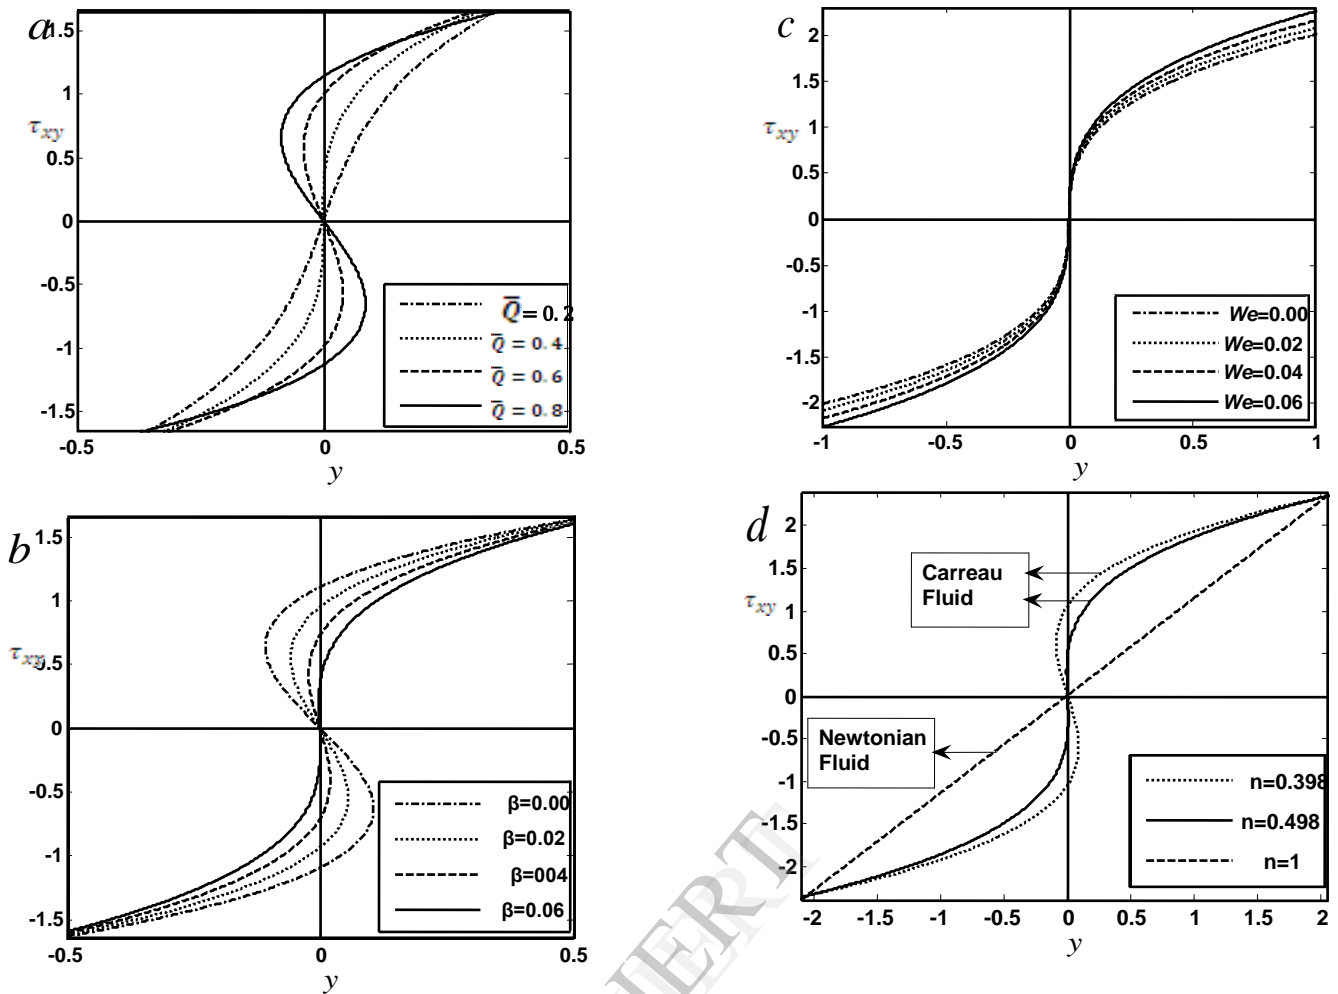 a
1.5
1
τxy
0.5
0
-0.5
-1
-1.5
-0.5
0
0.5
y
Q̅ = 0.2
Q̅ = 0.4
Q̅ = 0.6
Q̅ = 0.8
c
2
1.5
τxy
1
0.5
0
-0.5
-1
-1.5
-2
-1
-0.5
0
0.5
1
y
We=0.00
We=0.02
We=0.04
We=0.06
b
1.5
1
τxy
0.5
0
-0.5
-1
-1.5
-0.5
0
0.5
y
β=0.00
β=0.02
β=004
β=0.06
d
2
1.5
τxy
1
0.5
0
-0.5
-1
-1.5
-2
-2
-1.5
-1
-0.5
0
0.5
1
1.5
2
y
Carreau
Fluid
Newtonian
Fluid
n=0.398
n=0.498
n=1
IJERT